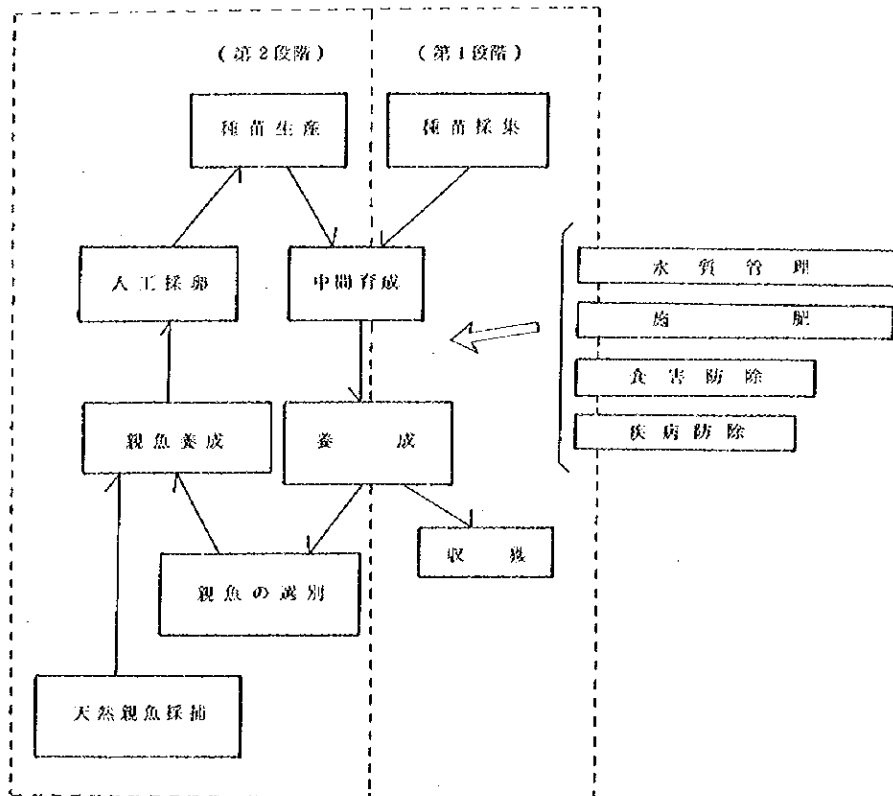 (第2段階)
(第1段階)
種苗生産
種苗採集
人工採卵
中間育成
水質管理
施肥
食害防除
疾病防除
親魚養成
養成
収獲
親魚の選別
天然親魚採捕